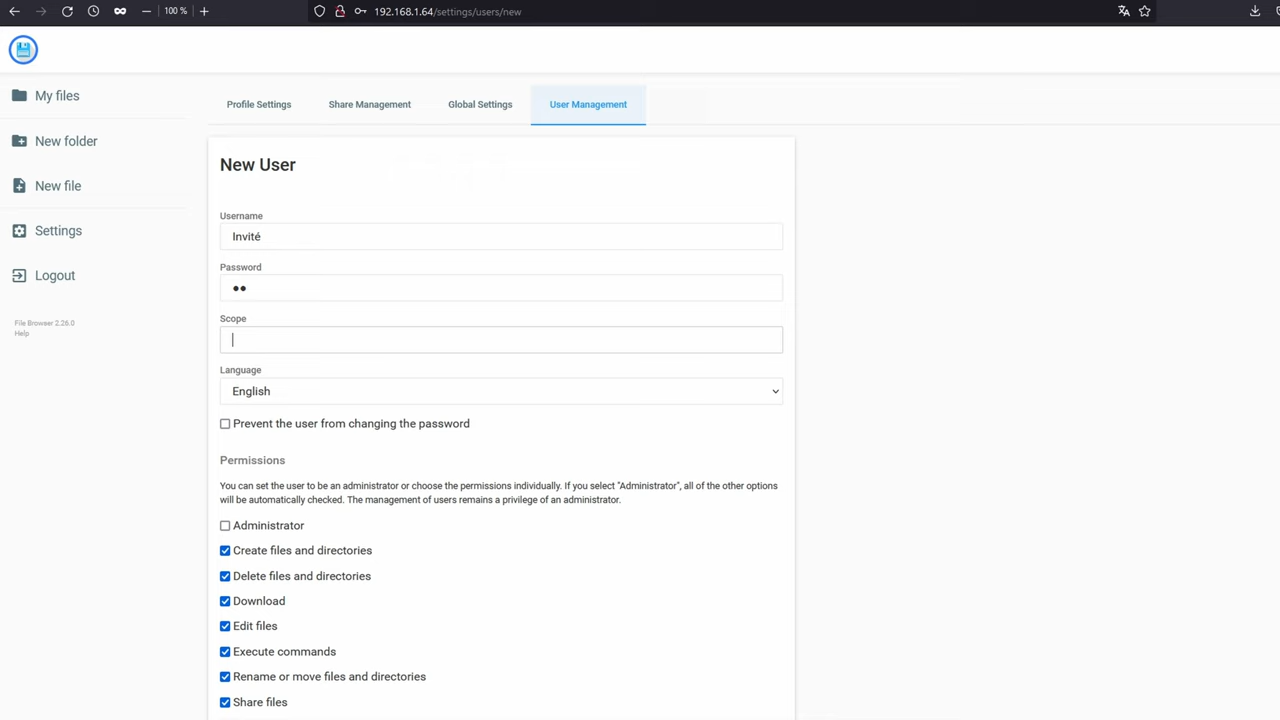 100 %
192.168.1.64/settings/users/new
My files
New folder
New file
Settings
Logout
File Browser 2.26.0
Help
Profile Settings
Share Management
Global Settings
User Management
New User
Username
Invité
Password
Scope
Language
English
Prevent the user from changing the password
Permissions
You can set the user to be an administrator or choose the permissions individually. If you select "Administrator", all of the other options
will be automatically checked. The management of users remains a privilege of an administrator.
Administrator
Create files and directories
Delete files and directories
Download
Edit files
Execute commands
Rename or move files and directories
Share files